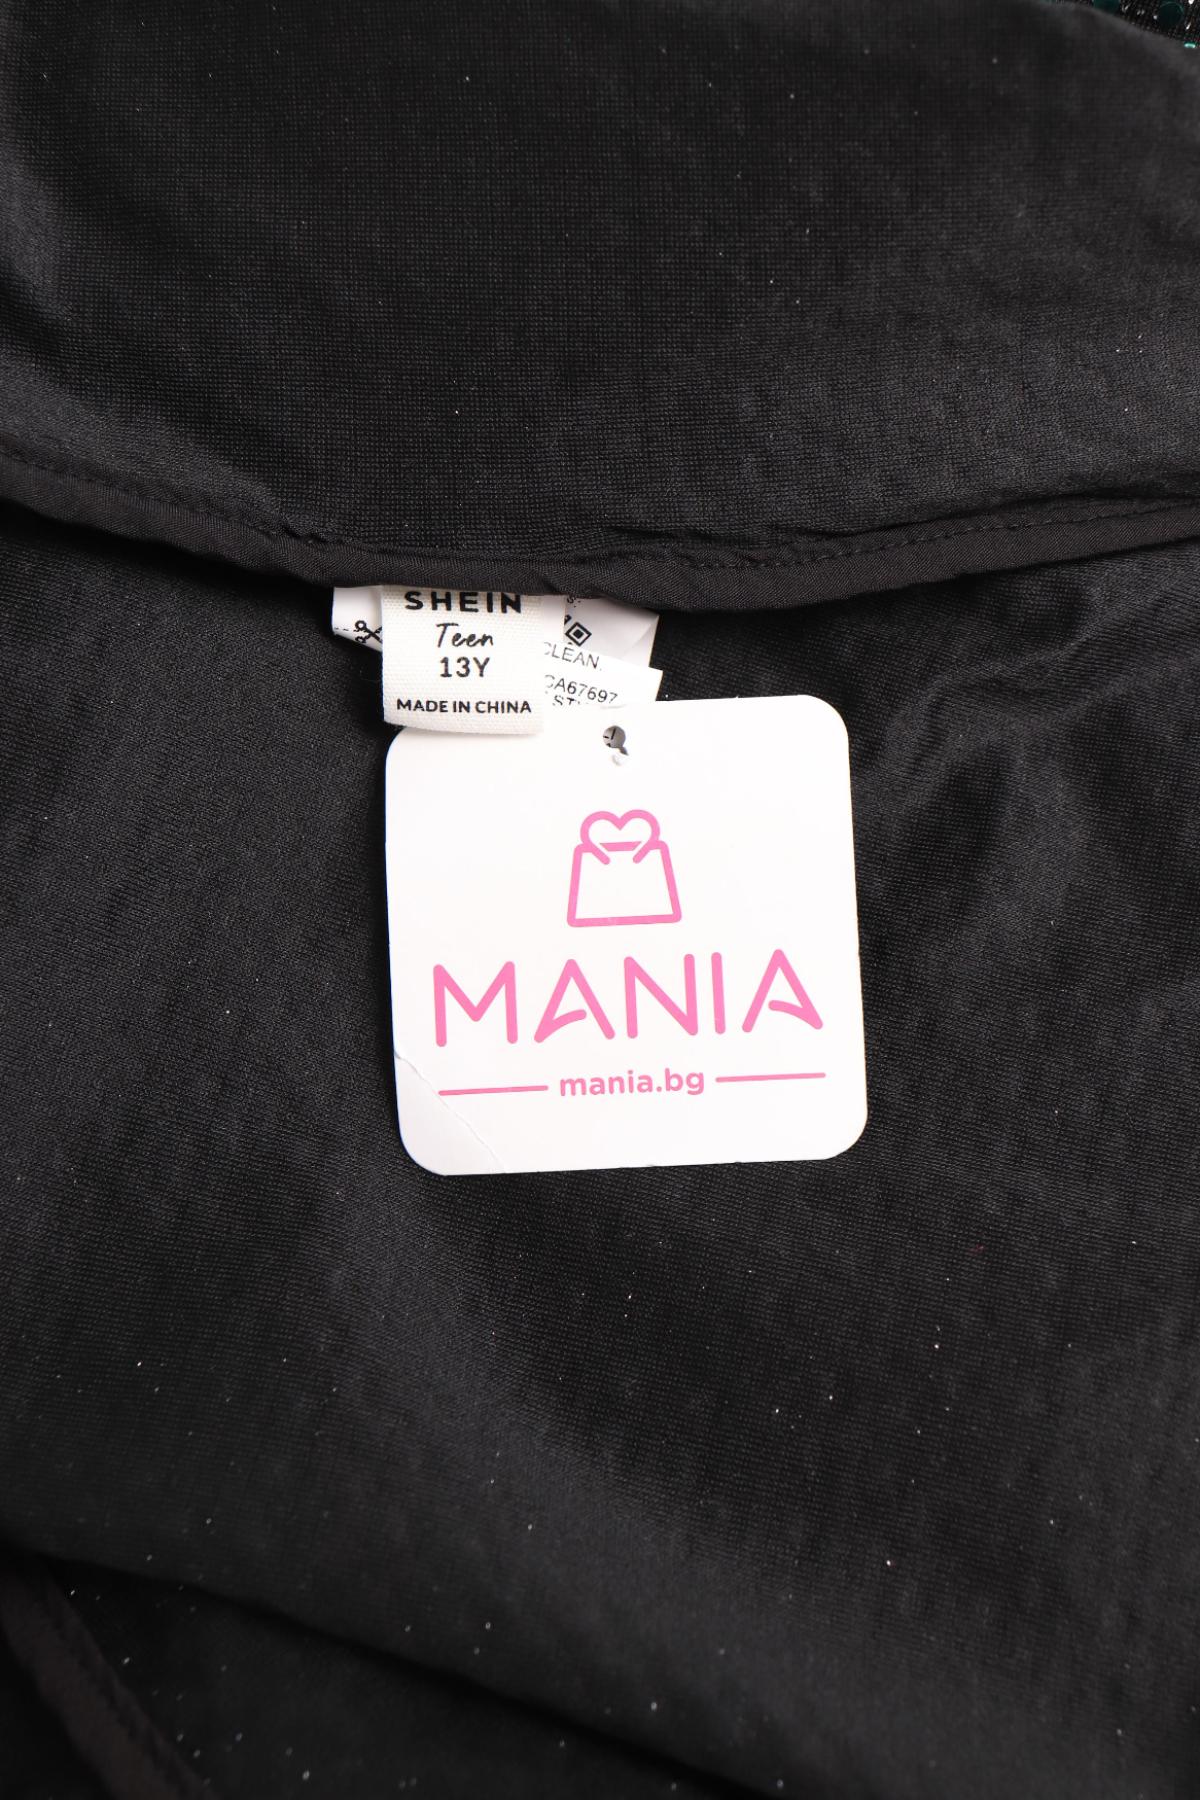 SHEIN
Teen
13Y
MADE IN CHINA
CLEAN.
CA67697
MANIA
mania.bg